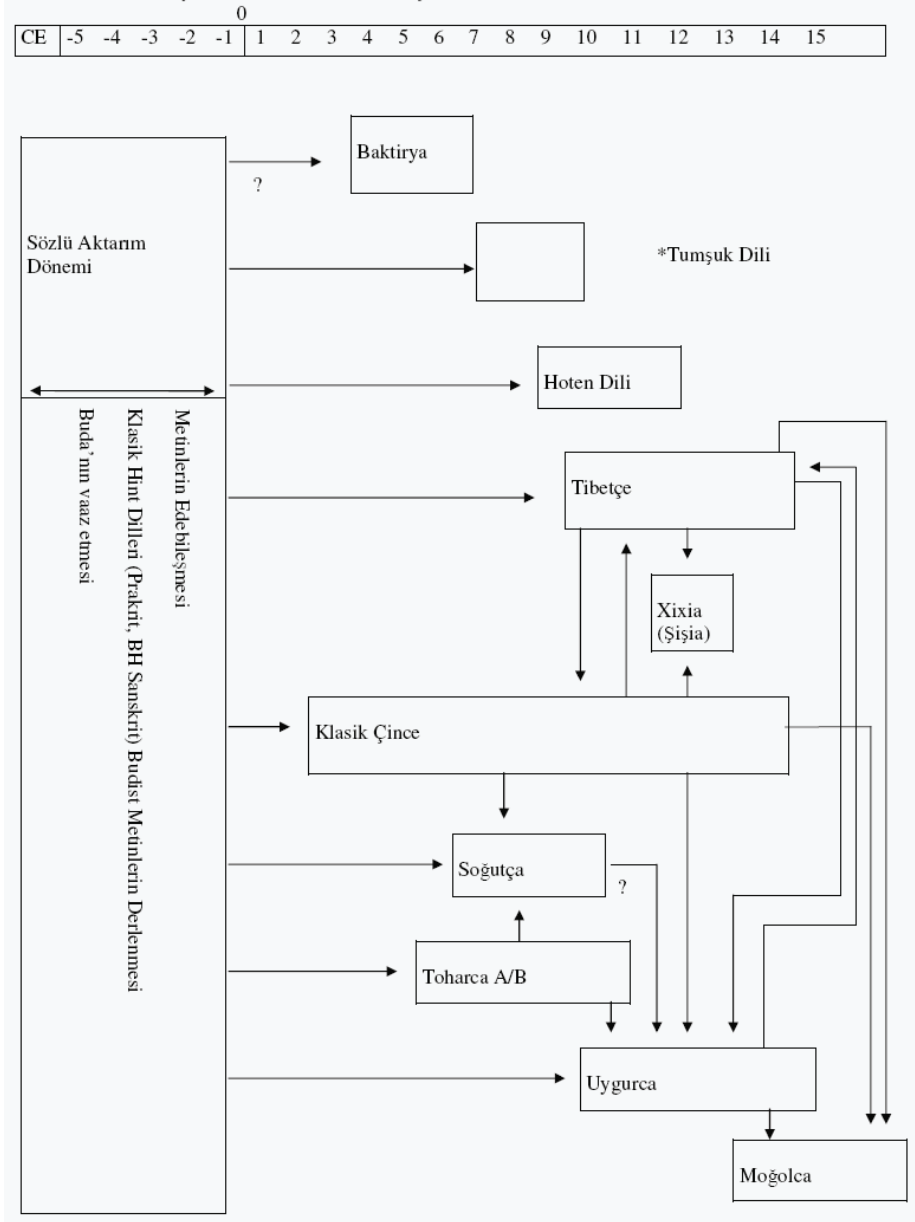 0
CE -5 -4 -3 -2 -1 1 2 3 4 5 6 7 8 9 10 11 12 13 14 15
Baktirya
?
Sözlü Aktarım
Dönemi
*Tumşuk Dili
Hoten Dili
Metinlerin Edebileşmesi
Klasik Hint Dilleri (Prakrit, BH Sanskrit) Budist Metinlerin Derlenmesi
Buda’nın vaaz etmesi
Tibetçe
Xixia
(Şişia)
Klasik Çince
Soğutça
?
Toharca A/B
Uygurca
Moğolca